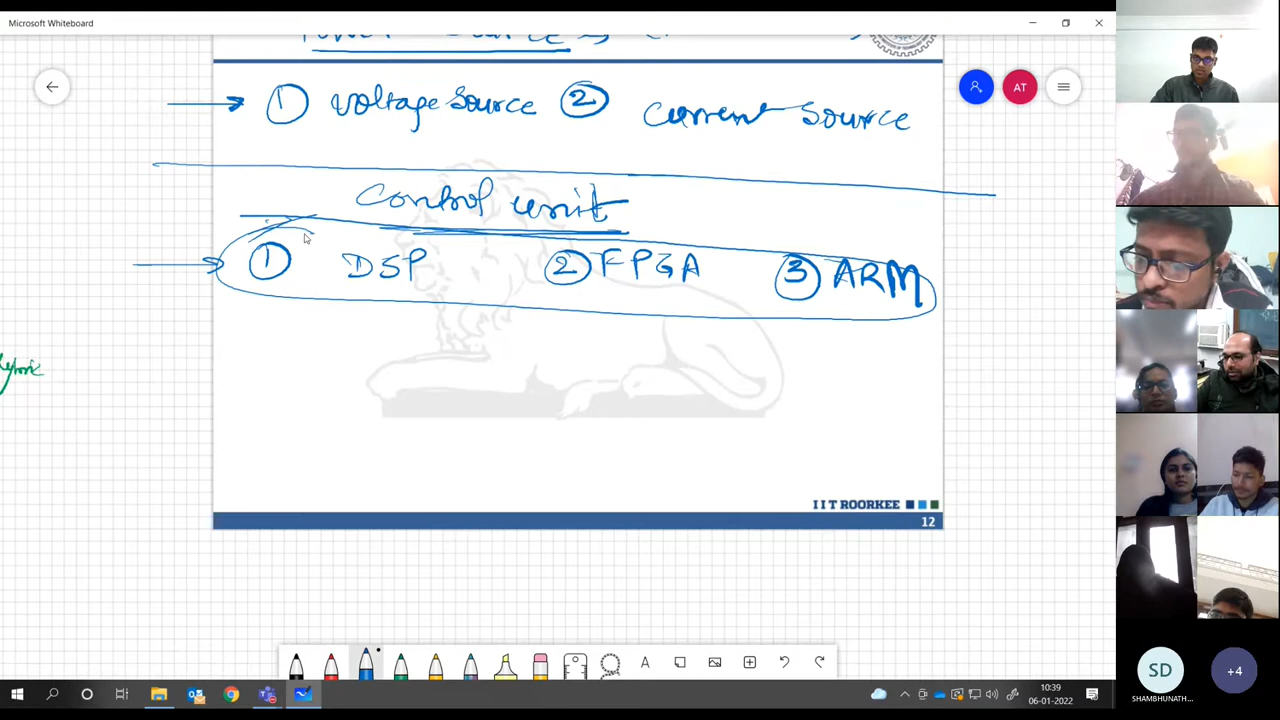 Microsoft Whiteboard
① Voltage Source ② Current Source
AT
Control unit
① DSP ② FPGA ③ ARM
IIT ROORKEE
12
A
SD
+4
SHAMBHUNATH...
10:39
06-01-2022